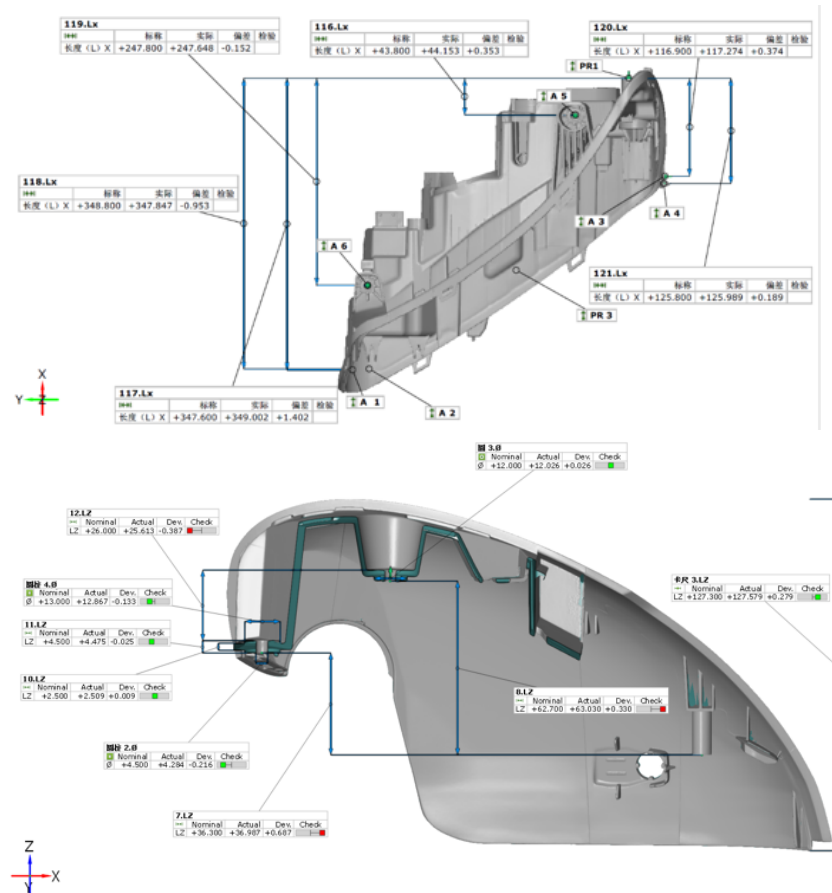 119.Lx
标称 实际 偏差 检验
长度（L）X +247.800 +247.648 -0.152
116.Lx
标称 实际 偏差 检验
长度（L）X +43.800 +44.153 +0.353
120.Lx
标称 实际 偏差 检验
长度（L）X +116.900 +117.274 +0.374
PR1
A 5
118.Lx
标称 实际 偏差 检验
长度（L）X +348.800 +347.847 -0.953
A 3
A 4
A 6
121.Lx
标称 实际 偏差 检验
长度（L）X +125.800 +125.989 +0.189
PR 3
X
Y Z
117.Lx
标称 实际 偏差 检验
长度（L）X +347.600 +349.002 +1.402
A 1
A 2
圆 3.Ø
Nominal Actual Dev. Check
Ø +12.000 +12.026 +0.026
12.LZ
Nominal Actual Dev. Check
LZ +26.000 +25.613 -0.387
圆柱 4.Ø
Nominal Actual Dev. Check
Ø +13.000 +12.867 -0.133
卡尺 3.LZ
Nominal Actual Dev. Check
LZ +127.300 +127.579 +0.279
11.LZ
Nominal Actual Dev. Check
LZ +4.500 +4.475 -0.025
10.LZ
Nominal Actual Dev. Check
LZ +2.500 +2.509 +0.009
8.LZ
Nominal Actual Dev. Check
LZ +62.700 +63.030 +0.330
圆柱 2.Ø
Nominal Actual Dev. Check
Ø +4.500 +4.284 -0.216
7.LZ
Nominal Actual Dev. Check
LZ +36.300 +36.987 +0.687
Z
Y X